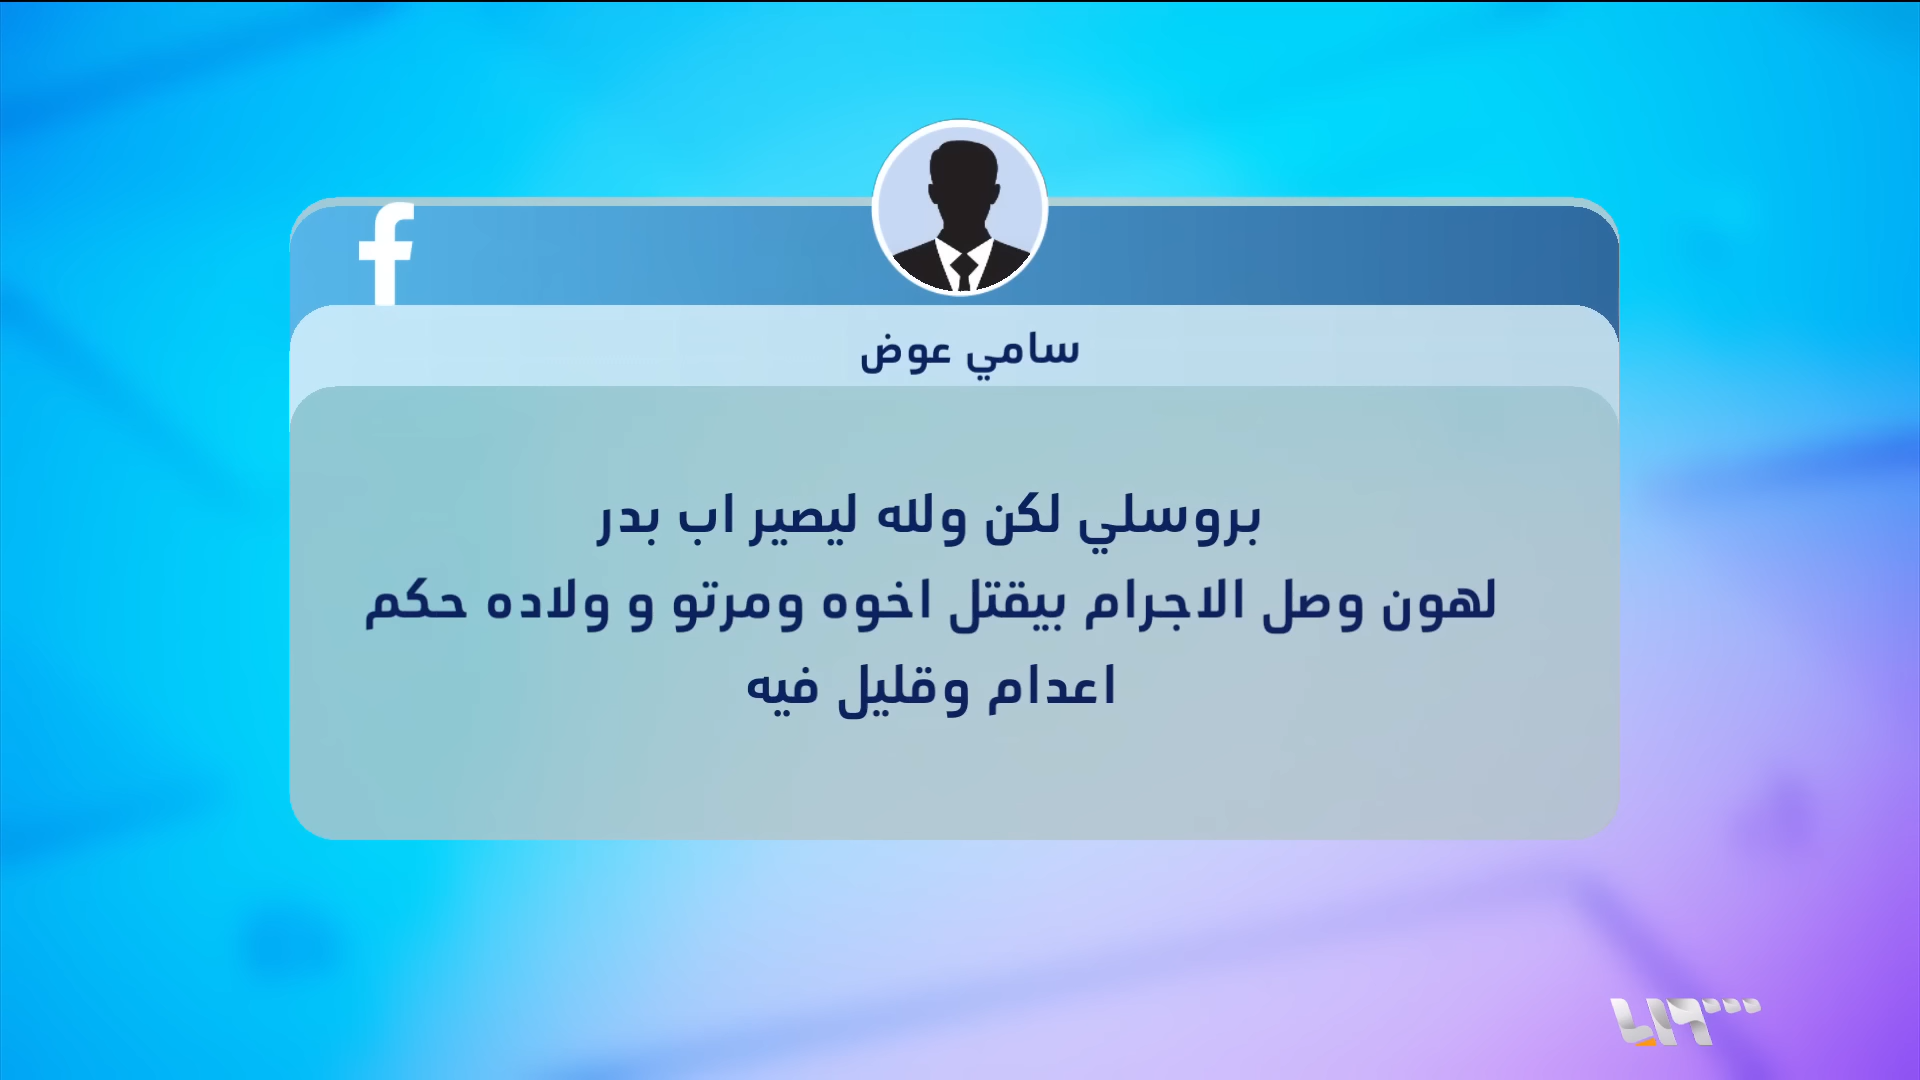 سامي عوض
بروسلي لكن ولله ليصير اب بدر
لهون وصل الاجرام بيقتل اخوه ومرتو و ولاده حكم
اعدام وقليل فيه